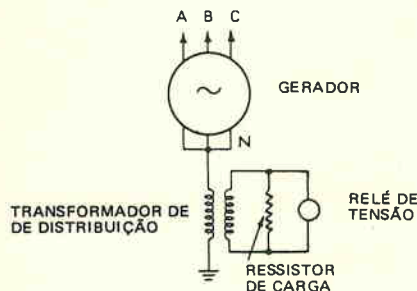 A B C
GERADOR
N
TRANSFORMADOR DE
DE DISTRIBUIÇÃO
RELÉ DE
TENSÃO
RESSISTOR
DE CARGA